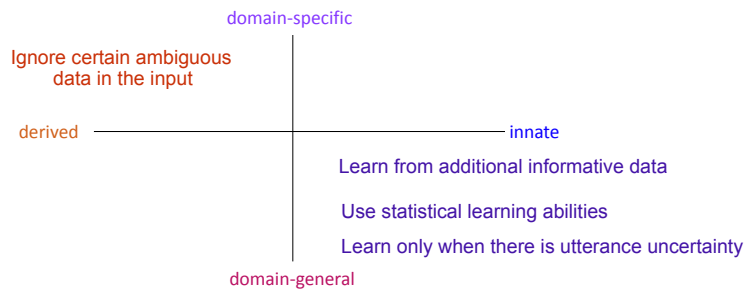 domain-specific
Ignore certain ambiguous
data in the input
derived
innate
Learn from additional informative data
Use statistical learning abilities
Learn only when there is utterance uncertainty
domain-general